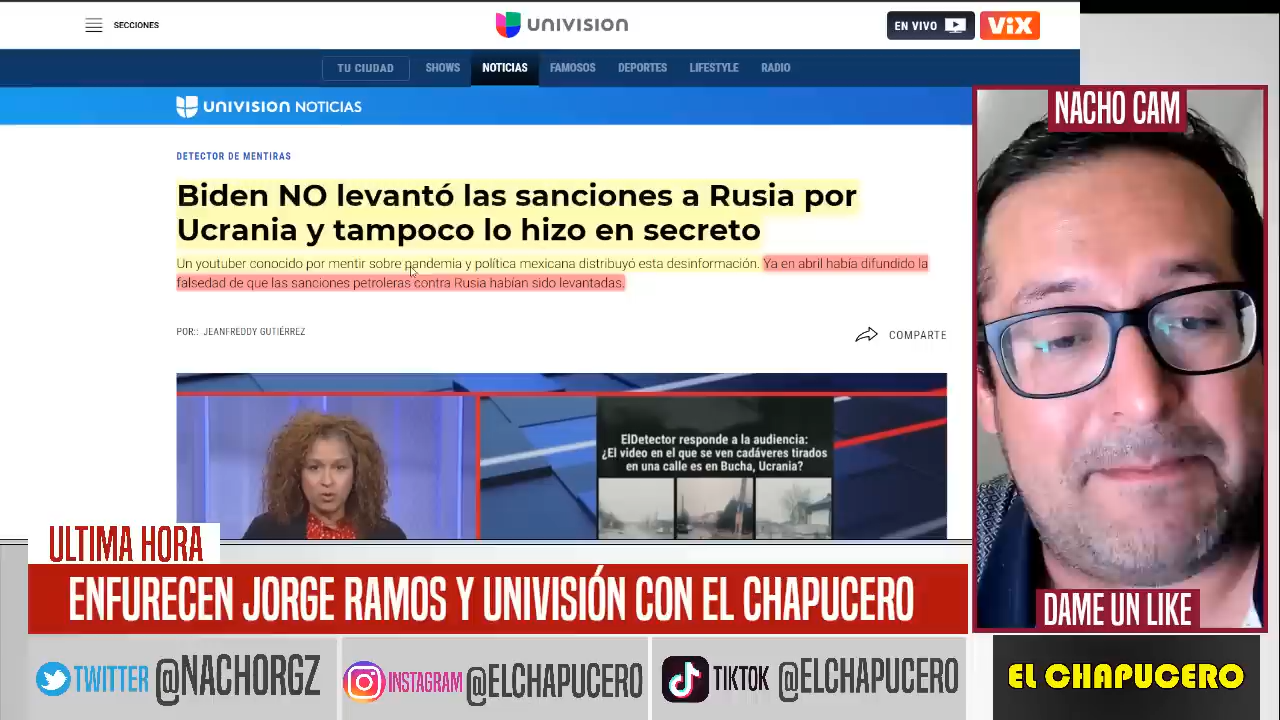 SECCIONES
UNIVISION
EN VIVO
ViX
TU CIUDAD
SHOWS
NOTICIAS
FAMOSOS
DEPORTES
LIFESTYLE
RADIO
UNIVISION NOTICIAS
NACHO CAM
DETECTOR DE MENTIRAS
Biden NO levantó las sanciones a Rusia por
Ucrania y tampoco lo hizo en secreto
Un youtuber conocido por mentir sobre pandemia y política mexicana distribuyó esta desinformación. Ya en abril había difundido la
falsedad de que las sanciones petroleras contra Rusia habían sido levantadas.
POR:: JEANFREDDY GUTIÉRREZ
COMPARTE
ElDetector responde a la audiencia:
¿El video en el que se ven cadáveres tirados
en una calle es en Bucha, Ucrania?
ULTIMA HORA
ENFURECEN JORGE RAMOS Y UNIVISIÓN CON EL CHAPUCERO
DAME UN LIKE
TWITTER @NACHORGZ
INSTAGRAM @ELCHAPUCERO
TIKTOK @ELCHAPUCERO
EL CHAPUCERO